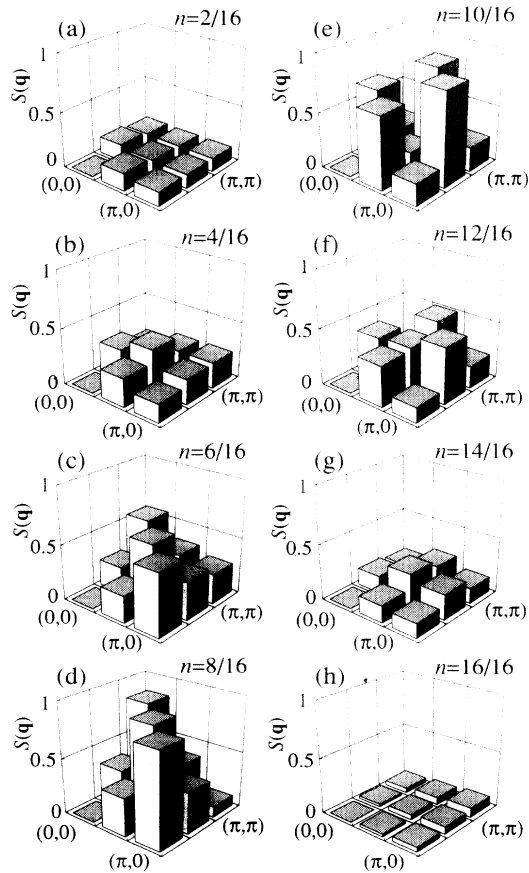 (a) n=2/16
S(q)
1
0.5
0
(0,0)
(π,0)
(π,π)
(b) n=4/16
S(q)
1
0.5
0
(0,0)
(π,0)
(π,π)
(c) n=6/16
S(q)
1
0.5
0
(0,0)
(π,0)
(π,π)
(d) n=8/16
S(q)
1
0.5
0
(0,0)
(π,0)
(π,π)
(e) n=10/16
S(q)
1
0.5
0
(0,0)
(π,0)
(π,π)
(f) n=12/16
S(q)
1
0.5
0
(0,0)
(π,0)
(π,π)
(g) n=14/16
S(q)
1
0.5
0
(0,0)
(π,0)
(π,π)
(h) n=16/16
S(q)
1
0.5
0
(0,0)
(π,0)
(π,π)